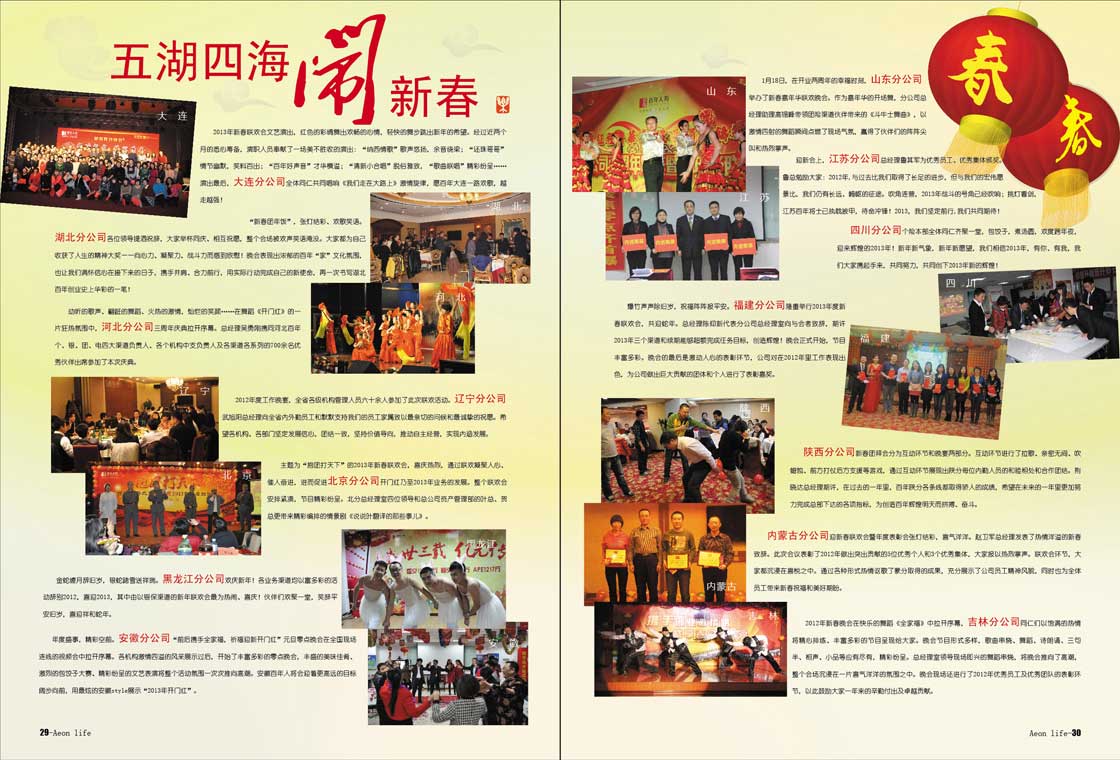 五湖四海
闹
新春
大 连
2013年新春联欢会文艺演出，红色的彩绸舞出欢畅的心情，轻快的舞步跳出新年的希望。经过近两个
月的悉心筹备，演职人员奉献了一场美不胜收的演出：“纳西情歌”歌声悠扬、余音绕梁；“还珠哥哥”
情节幽默、笑料百出；“百年好声音”才华横溢；“清新小合唱”脱俗雅致，“歌曲联唱”精彩纷呈……
演出最后，大连分公司全体同仁共同唱响《我们走在大路上》激情旋律，愿百年大连一路欢歌，越
走越强！
湖 北
“新春团年饭”，张灯结彩、欢歌笑语。
湖北分公司各位领导提酒祝辞，大家举杯同庆、相互祝愿，整个会场被欢声笑语淹没。大家都为自己
收获了人生的精神大奖——向心力、凝聚力、战斗力而感到欣慰！晚会表现出浓郁的百年“家”文化氛围，
也让我们满怀信心在接下来的日子，携手并肩、合力前行，用实际行动完成自己的新使命，再一次书写湖北
百年创业史上华彩的一笔！
河 北
动听的歌声、翩跹的舞蹈、火热的激情、灿烂的笑颜……在舞蹈《开门红》的一
片狂热氛围中，河北分公司三周年庆典拉开序幕。总经理吴勇刚携同河北百年
个、银、团、电四大渠道负责人、各个机构中支负责人及各渠道各系列的700余名优
秀伙伴出席参加了本次庆典。
辽 宁
2012年度工作晚宴，全省各级机构管理人员六十余人参加了此次联欢活动。辽宁分公司
武旭阳总经理向全省内外勤员工和默默支持我们的员工家属致以最亲切的问候和最诚挚的祝愿。希
望各机构、各部门坚定发展信心、团结一致，坚持价值导向，推动自主经营，实现内涵发展。
北 京
主题为“抱团打天下”的2013年新春联欢会，喜庆热烈，通过联欢凝聚人心、
催人奋进，进而促进北京分公司开门红乃至2013年业务的发展。整个联欢会
安排紧凑，节目精彩纷呈。北分总经理室四位领导和总公司资产管理部的叶总、贺
总更带来精彩编排的情景剧《说说叶翻译的那些事儿》。
黑龙江
金蛇嬉月辞旧岁，银蛇踏雪送祥瑞。黑龙江分公司欢庆新年！各业务渠道均以富多彩的活
动辞别2012，喜迎2013，其中由以银保渠道的新年联欢会最为热闹、喜庆！伙伴们欢聚一堂，笑辞平
安旧岁，喜迎祥和蛇年。
安 徽
年度盛事，精彩空前。安徽分公司“前后携手全家福，祈福迎新开门红”元旦零点晚会在全国现场
连线的视频会中拉开序幕。各机构激情四溢的风采展示过后，开始了丰富多彩的零点晚会，丰盛的美味佳肴、
激烈的包饺子大赛、精彩纷呈的文艺表演将整个活动氛围一次次推向高潮。安徽百年人将会迎着更高远的目标
阔步向前，用最炫的安徽style展示“2013年开门红”。
29-Aeon life
春
春
山 东
1月18日，在开业两周年的幸福时刻，山东分公司
举办了新春嘉年华联欢晚会。作为嘉年华的开场舞，分公司总
经理助理高锡峰带领团险渠道伙伴带来的《斗牛士舞曲》，以
激情四射的舞蹈瞬间点燃了现场气氛，赢得了伙伴们的阵阵尖
叫和热烈掌声。
江 苏
迎新会上，江苏分公司总经理鲁其军为优秀员工、优秀集体颁奖。
鲁总勉励大家：2012年，与过去比我们取得了长足的进步，但与我们的宏伟愿
景比，我们仍有长远、崎岖的征途。吹角连营，2013年战斗的号角已经吹响；挑灯看剑，
江苏百年将士已执戟披甲，待命冲锋！2013，我们坚定前行，我们共同期待！
四川分公司个险本部全体同仁齐聚一堂，包饺子，煮汤圆，欢度跨年夜，
迎来辉煌的2013年！新年新气象，新年新愿望，我们相信2013年，有你，有我，我
们大家携起手来，共同努力，共同创下2013年新的辉煌！
四 川
爆竹声声除旧岁，祝福阵阵报平安。福建分公司隆重举行2013年度新
春联欢会，共迎蛇年。总经理陈迎新代表分公司总经理室向与会者致辞，期许
2013年三个渠道和续期能够超额完成任务目标，创造辉煌！晚会正式开始，节目
丰富多彩。晚会的最后是激动人心的表彰环节，公司对在2012年里工作表现出
色，为公司做出巨大贡献的团体和个人进行了表彰嘉奖。
福 建
陕 西
陕西分公司新春团拜会分为互动环节和晚宴两部分。互动环节进行了拉歌，亲密无间、吹
蜡烛、前方打仗后方支援等游戏，通过互动环节展现出陕分每位内勤人员的和睦相处和合作团结。荆
晓达总经理期许，在过去的一年里，百年陕分各条线都取得骄人的成绩，希望在未来的一年里更加努
力完成总部下达的各项指标，为创造百年辉煌明天而拼搏、奋斗。
内蒙古
内蒙古分公司迎新春联欢会暨年度表彰会张灯结彩、喜气洋洋。赵卫军总经理发表了热情洋溢的新春
致辞。此次会议表彰了2012年做出突出贡献的5位优秀个人和3个优秀集体，大家报以热烈掌声。联欢会环节，大
家都沉浸在喜悦之中，通过各种形式热情讴歌了豪分取得的成果，充分展示了公司员工精神风貌，同时也为全体
员工带来新春祝福和美好期盼。
吉 林
2012年新春晚会在快乐的舞蹈《全家福》中拉开序幕，吉林分公司同仁们以饱满的热情
将精心排练、丰富多彩的节目呈现给大家。晚会节目形式多样，歌曲串烧、舞蹈、诗朗诵、三句
半、相声、小品等应有尽有，精彩纷呈。总经理室领导现场即兴的舞蹈串烧，将晚会推向了高潮，
整个会场沉浸在一片喜气洋洋的氛围之中。晚会现场还进行了2012年优秀员工及优秀团队的表彰环
节，以此鼓励大家一年来的辛勤付出及卓越贡献。
Aeon life-30